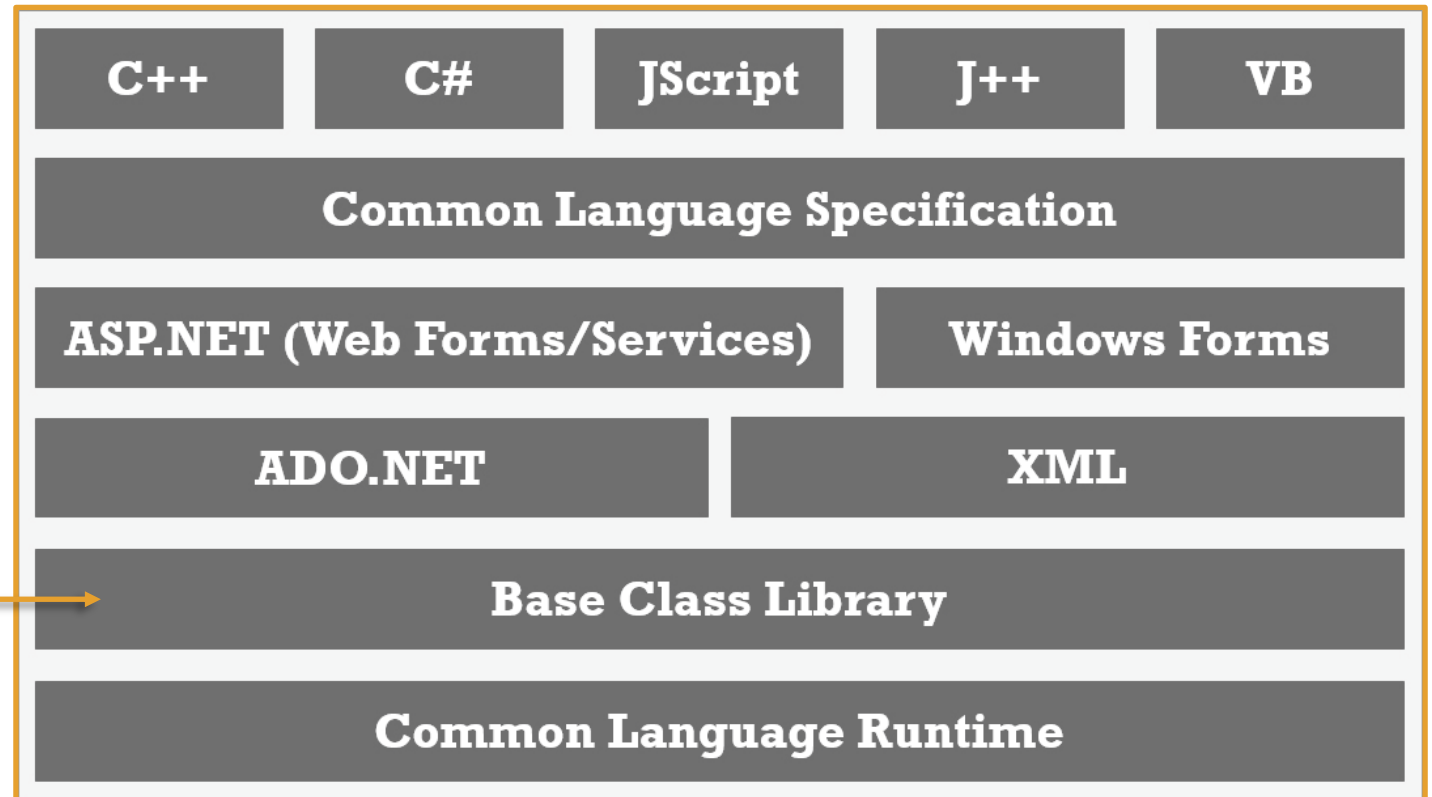 C++
C#
JScript
J++
VB
Common Language Specification
ASP.NET (Web Forms/Services)
Windows Forms
ADO.NET
XML
Base Class Library
Common Language Runtime